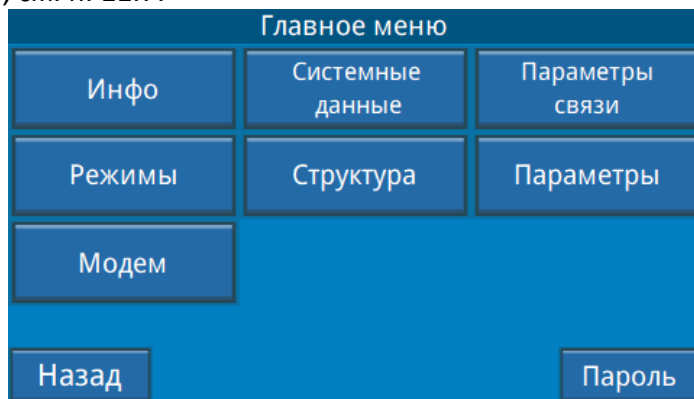 Главное меню
Инфо
Системные
данные
Параметры
связи
Режимы
Структура
Параметры
Модем
Назад
Пароль